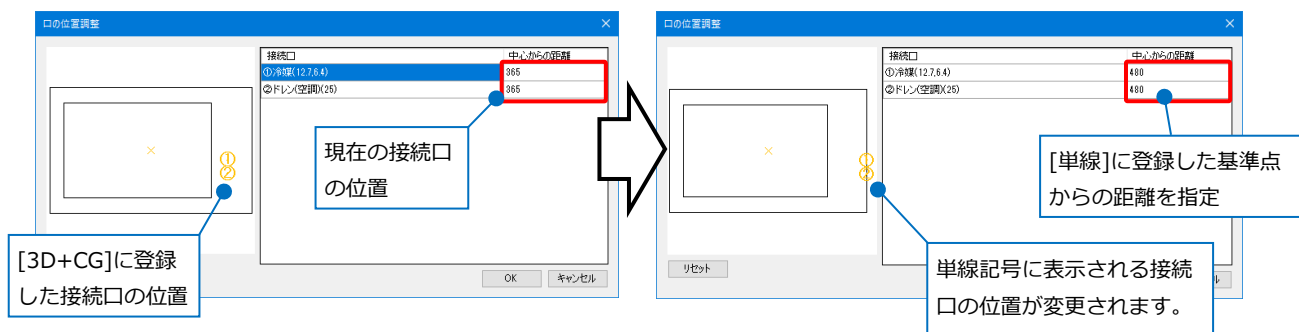 口の位置調整
×
接続口 中心からの距離
①冷媒(12.7,6.4) 365
②ドレン(空調)(25) 365
×
①
②
現在の接続口
の位置
[3D+CG]に登録
した接続口の位置
OK キャンセル
口の位置調整
×
接続口 中心からの距離
①冷媒(12.7,6.4) 480
②ドレン(空調)(25) 480
×
①
②
[単線]に登録した基準点
からの距離を指定
リセット
単線記号に表示される接続
口の位置が変更されます。
ル